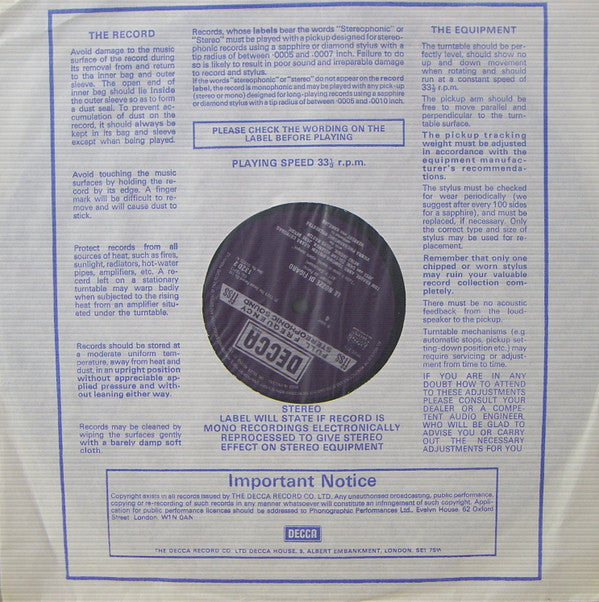 THE RECORD
Avoid damage to the music
surface of the record during
its removal from and return
to the inner bag and outer
sleeve. The open end of
inner bag should lie inside
the outer sleeve so as to form
a dust seal. To prevent ac-
cumulation of dust on the
record, it should always be
kept in its bag and sleeve
except when being played.
Avoid touching the music
surfaces by holding the re-
cord by its edge. A finger
mark will be difficult to re-
move and will cause dust to
stick.
Protect records from all
sources of heat, such as fires,
sunlight, radiators, hot-water
pipes, amplifiers, etc. A re-
cord left on a stationary
turntable may warp badly
when subjected to the rising
heat from an amplifier situ-
ated under the turntable.
Records should be stored at
a moderate uniform tem-
perature, away from heat and
dust, in an upright position
without appreciable ap-
plied pressure and with-
out leaning either way.
Records may be cleaned by
wiping the surfaces gently
with a barely damp soft
cloth.
Records, whose labels bear the words "Stereophonic" or
"Stereo" must be played with a pickup designed for stereo-
phonic records using a sapphire or diamond stylus with a
tip radius of between ·0005 and ·0007 inch. Failure to do
so is likely to result in poor sound and irreparable damage
to record and stylus.
If the words "stereophonic" or "stereo" do not appear on the record
label, the record is monophonic and may be played with any pick-up
(stereo or mono) designed for long-playing records using a sapphire
or diamond stylus with a tip radius of between ·0005 and ·0010 inch.
PLEASE CHECK THE WORDING ON THE
LABEL BEFORE PLAYING
PLAYING SPEED 33⅓ r.p.m.
LE NOZZE DI FIGARO
FULL FREQUENCY
STEREOPHONIC SOUND
ffss
DECCA
STEREO
LABEL WILL STATE IF RECORD IS
MONO RECORDINGS ELECTRONICALLY
REPROCESSED TO GIVE STEREO
EFFECT ON STEREO EQUIPMENT
THE EQUIPMENT
The turntable should be per-
fectly level, should show no
up and down movement
when rotating and should
run at a constant speed of
33⅓ r.p.m.
The pickup arm should be
free to move parallel and
perpendicular to the turn-
table surface.
The pickup tracking
weight must be adjusted
in accordance with the
equipment manufac-
turer's recommenda-
tions.
The stylus must be checked
for wear periodically (we
suggest after every 100 sides
for a sapphire), and must be
replaced, if necessary. Only
the correct type and size of
stylus may be used for re-
placement.
Remember that only one
chipped or worn stylus
may ruin your valuable
record collection com-
pletely.
There must be no acoustic
feedback from the loud-
speaker to the pickup.
Turntable mechanisms (e.g.
automatic stops, pickup set-
ting-down position etc.) may
require servicing or adjust-
ment from time to time.
IF YOU ARE IN ANY
DOUBT HOW TO ATTEND
TO THESE ADJUSTMENTS
PLEASE CONSULT YOUR
DEALER OR A COMPE-
TENT AUDIO ENGINEER,
WHO WILL BE GLAD TO
ADVISE YOU OR CARRY
OUT THE NECESSARY
ADJUSTMENTS FOR YOU
Important Notice
Copyright exists in all records issued by THE DECCA RECORD CO. LTD. Any unauthorised broadcasting, public performance,
copying or re-recording of such records in any manner whatsoever will constitute an infringement of such copyright. Appli-
cation for public performance licences should be addressed to Phonographic Performances Ltd., Evelyn House, 62 Oxford
Street London, W1N 0AN
DECCA
THE DECCA RECORD CO LTD DECCA HOUSE, 9, ALBERT EMBANKMENT, LONDON, SE1 7SW